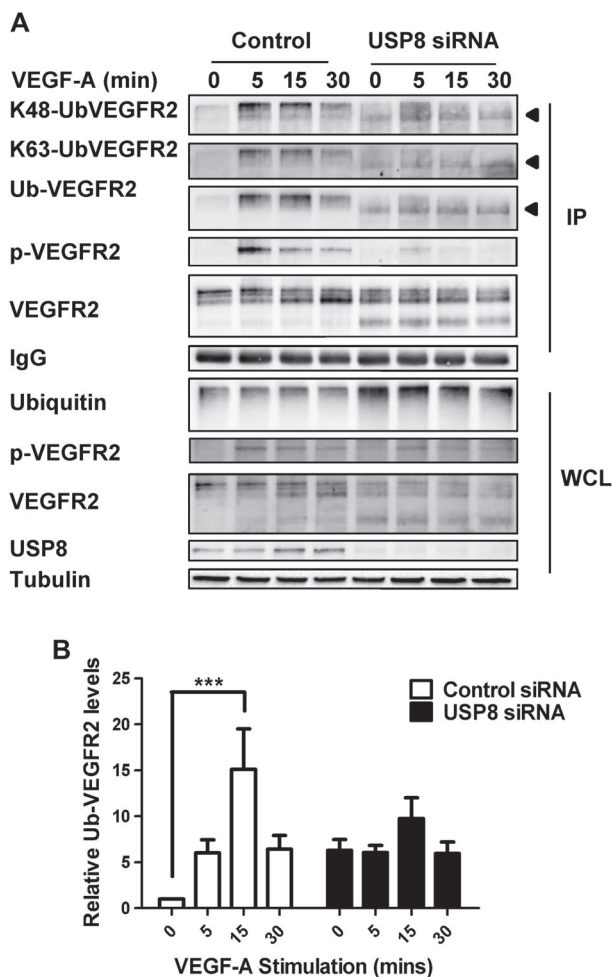 A
Control USP8 siRNA
VEGF-A (min) 0 5 15 30 0 5 15 30
K48-UbVEGFR2
K63-UbVEGFR2
Ub-VEGFR2
p-VEGFR2
VEGFR2
IgG
IP
Ubiquitin
p-VEGFR2
VEGFR2
USP8
Tubulin
WCL
B
Relative Ub-VEGFR2 levels
25
20
15
10
5
0
***
Control siRNA
USP8 siRNA
0 5 15 30 0 5 15 30
VEGF-A Stimulation (mins)